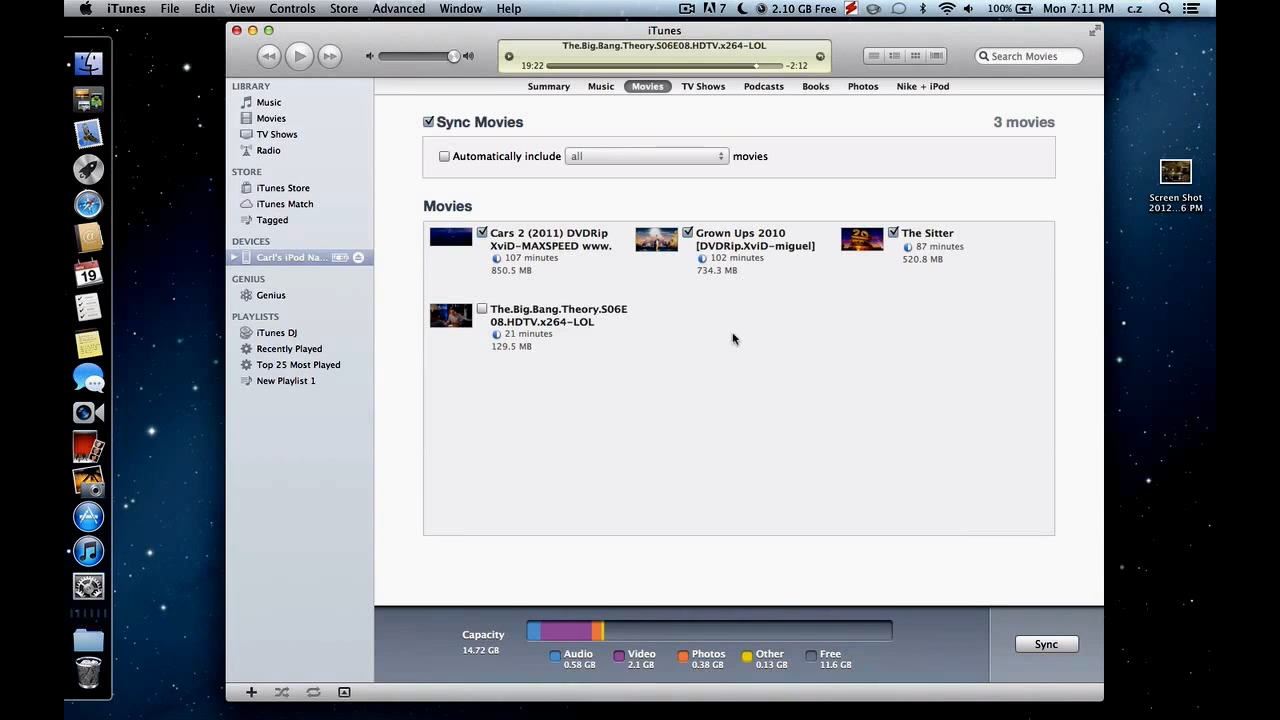 iTunes File Edit View Controls Store Advanced Window Help 7 2.10 GB Free 100% Mon 7:11 PM c.z
iTunes
The.Big.Bang.Theory.S06E08.HDTV.x264-LOL
19:22 -2:12
Search Movies
Summary Music Movies TV Shows Podcasts Books Photos Nike + iPod
LIBRARY
Music
Movies
TV Shows
Radio
STORE
iTunes Store
iTunes Match
Tagged
DEVICES
Carl's iPod Na...
GENIUS
Genius
PLAYLISTS
iTunes DJ
Recently Played
Top 25 Most Played
New Playlist 1
Sync Movies 3 movies
Automatically include all movies
Movies
Cars 2 (2011) DVDRip
XviD-MAXSPEED www.
107 minutes
850.5 MB
Grown Ups 2010
[DVDRip.XviD-miguel]
102 minutes
734.3 MB
The Sitter
87 minutes
520.8 MB
The.Big.Bang.Theory.S06E
08.HDTV.x264-LOL
21 minutes
129.5 MB
Capacity
14.72 GB
Audio
0.58 GB
Video
2.1 GB
Photos
0.38 GB
Other
0.13 GB
Free
11.6 GB
Sync
Screen Shot
2012...6 PM
19